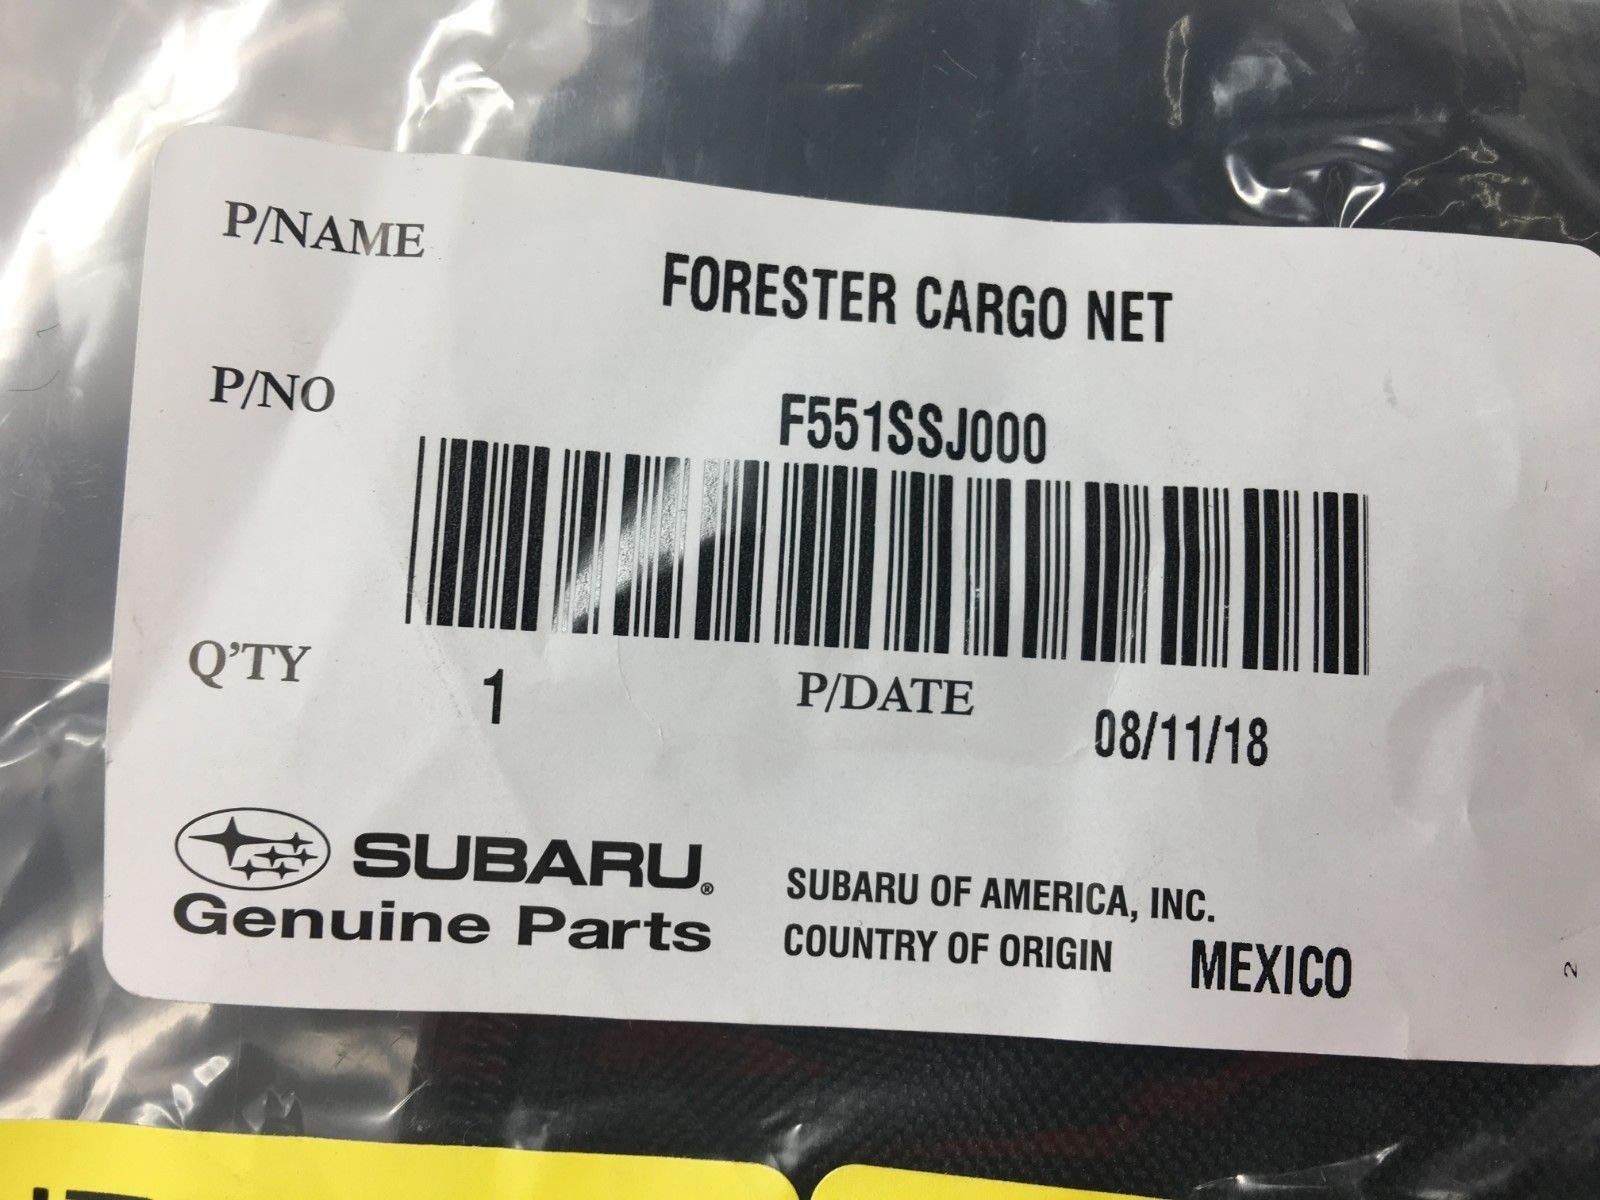 P/NAME
FORESTER CARGO NET
P/NO
F551SSJ000
Q'TY
1
P/DATE
08/11/18
SUBARU®
Genuine Parts
SUBARU OF AMERICA, INC.
COUNTRY OF ORIGIN MEXICO
2